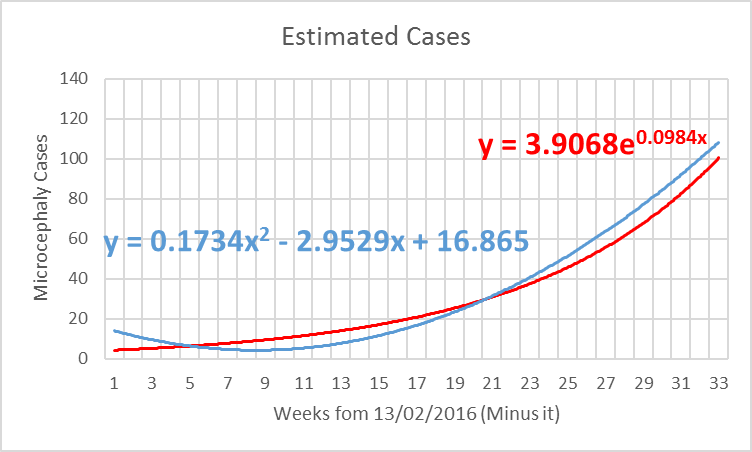 Estimated Cases
140
120
100
80
60
40
20
0
Microcephaly Cases
y = 3.9068e^0.0984x
y = 0.1734x² - 2.9529x + 16.865
1 3 5 7 9 11 13 15 17 19 21 23 25 27 29 31 33
Weeks fom 13/02/2016 (Minus it)